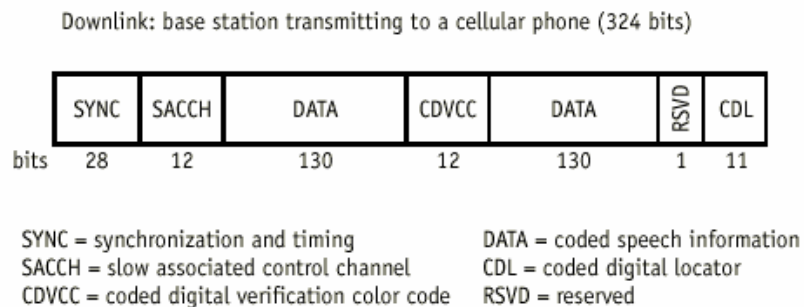 Downlink: base station transmitting to a cellular phone (324 bits)
SYNC SACCH DATA CDVCC DATA RSVD CDL
bits 28 12 130 12 130 1 11
SYNC = synchronization and timing DATA = coded speech information
SACCH = slow associated control channel CDL = coded digital locator
CDVCC = coded digital verification color code RSVD = reserved